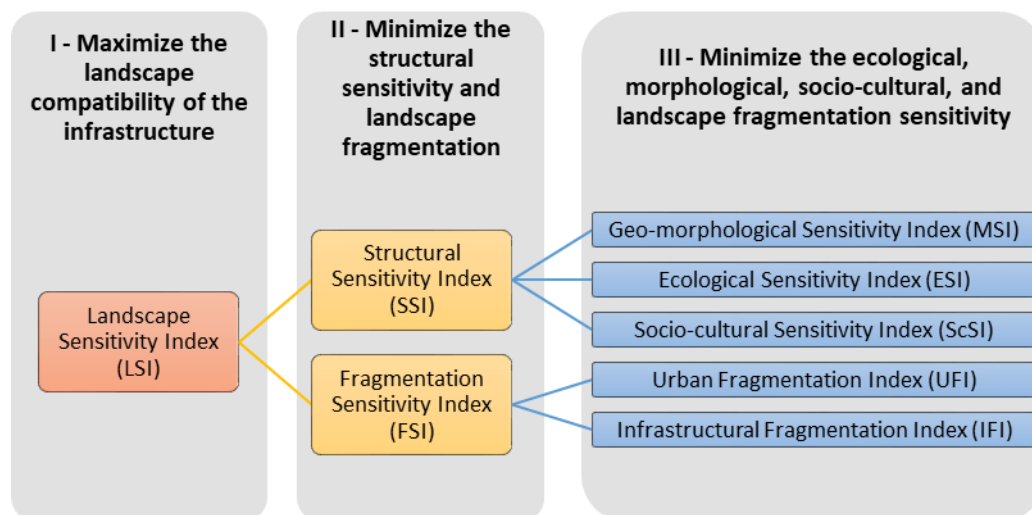 I - Maximize the
landscape
compatibility of the
infrastructure
II - Minimize the
structural
sensitivity and
landscape
fragmentation
III - Minimize the ecological,
morphological, socio-cultural, and
landscape fragmentation sensitivity
Landscape
Sensitivity Index
(LSI)
Structural
Sensitivity Index
(SSI)
Fragmentation
Sensitivity Index
(FSI)
Geo-morphological Sensitivity Index (MSI)
Ecological Sensitivity Index (ESI)
Socio-cultural Sensitivity Index (ScSI)
Urban Fragmentation Index (UFI)
Infrastructural Fragmentation Index (IFI)